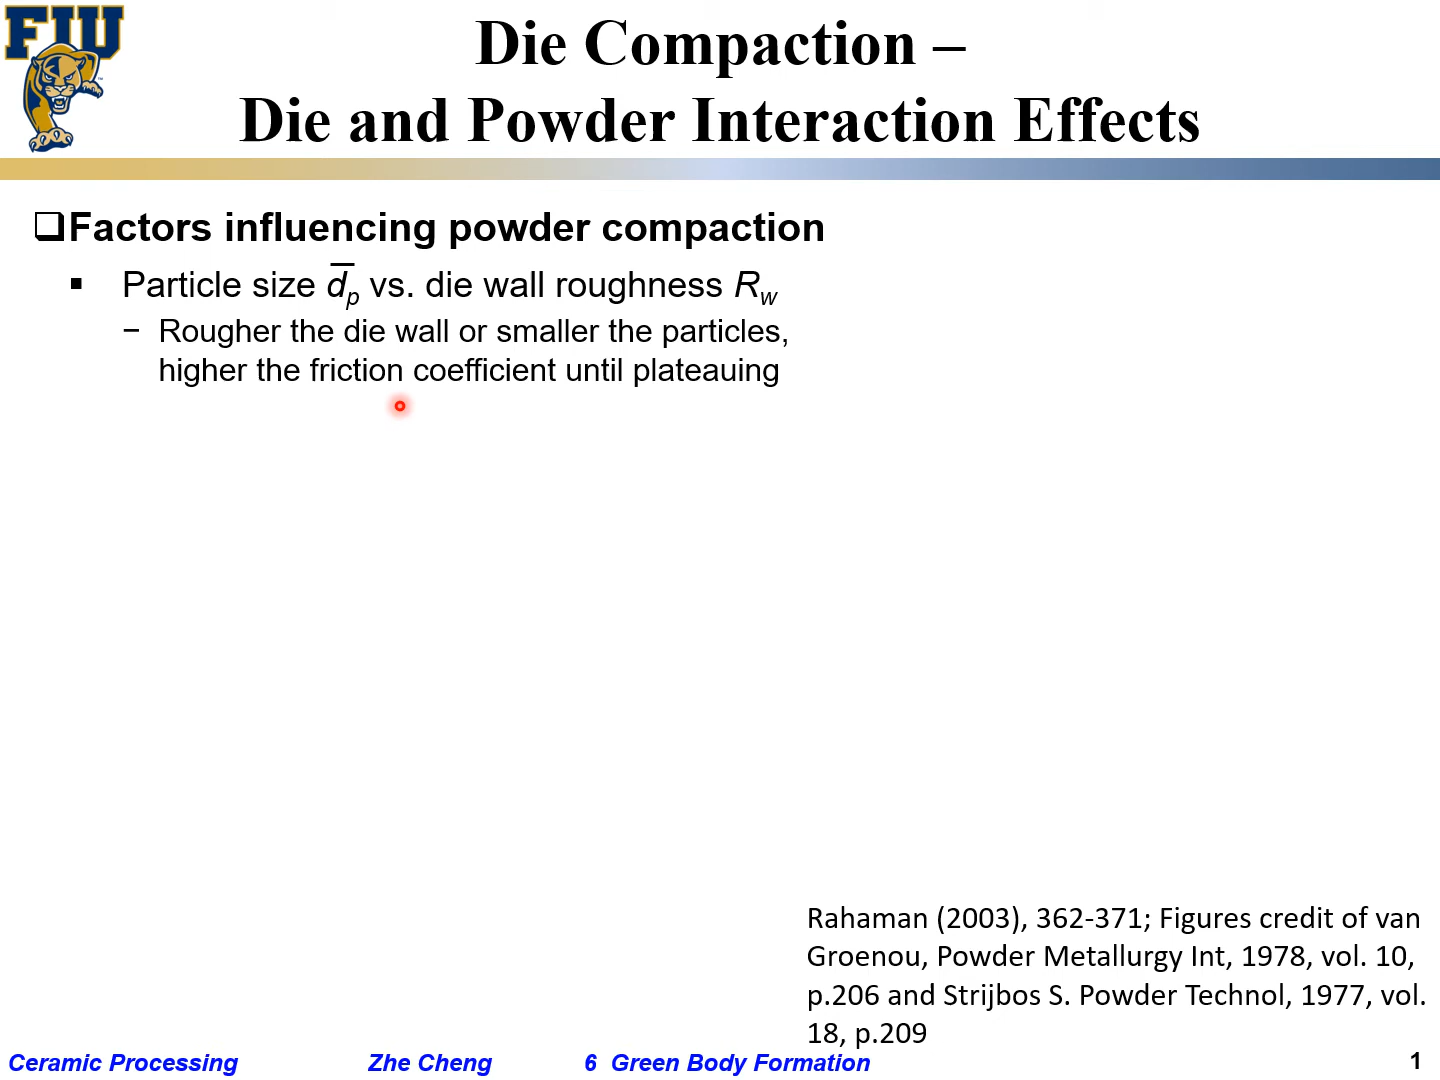 FIU
Die Compaction –
Die and Powder Interaction Effects
❑Factors influencing powder compaction
▪ Particle size d̅p vs. die wall roughness Rw
− Rougher the die wall or smaller the particles,
higher the friction coefficient until plateauing
Rahaman (2003), 362-371; Figures credit of van
Groenou, Powder Metallurgy Int, 1978, vol. 10,
p.206 and Strijbos S. Powder Technol, 1977, vol.
18, p.209
Ceramic Processing Zhe Cheng 6 Green Body Formation 1